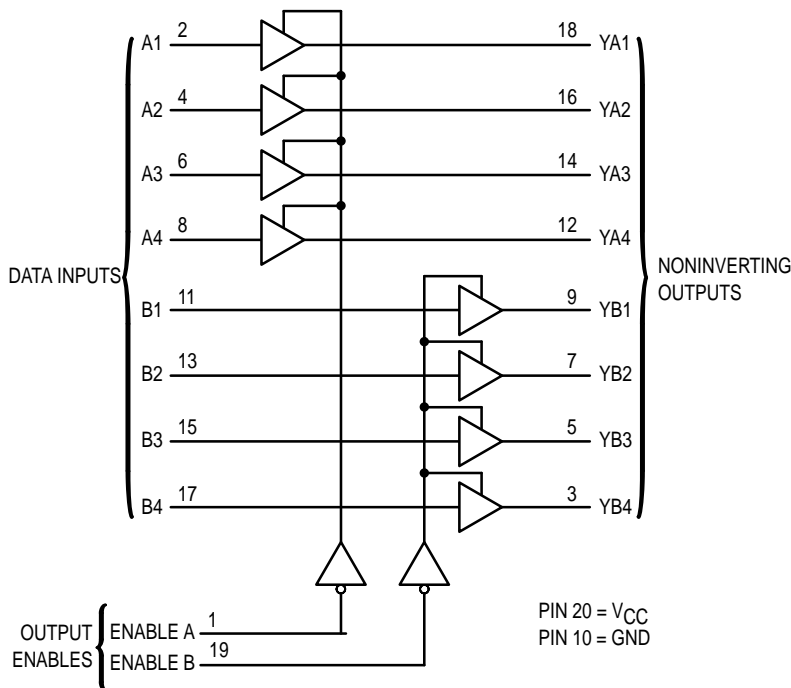 A1 2 18 YA1
A2 4 16 YA2
A3 6 14 YA3
A4 8 12 YA4
DATA INPUTS
NONINVERTING
OUTPUTS
B1 11 9 YB1
B2 13 7 YB2
B3 15 5 YB3
B4 17 3 YB4
OUTPUT
ENABLES
ENABLE A 1
ENABLE B 19
PIN 20 = VCC
PIN 10 = GND